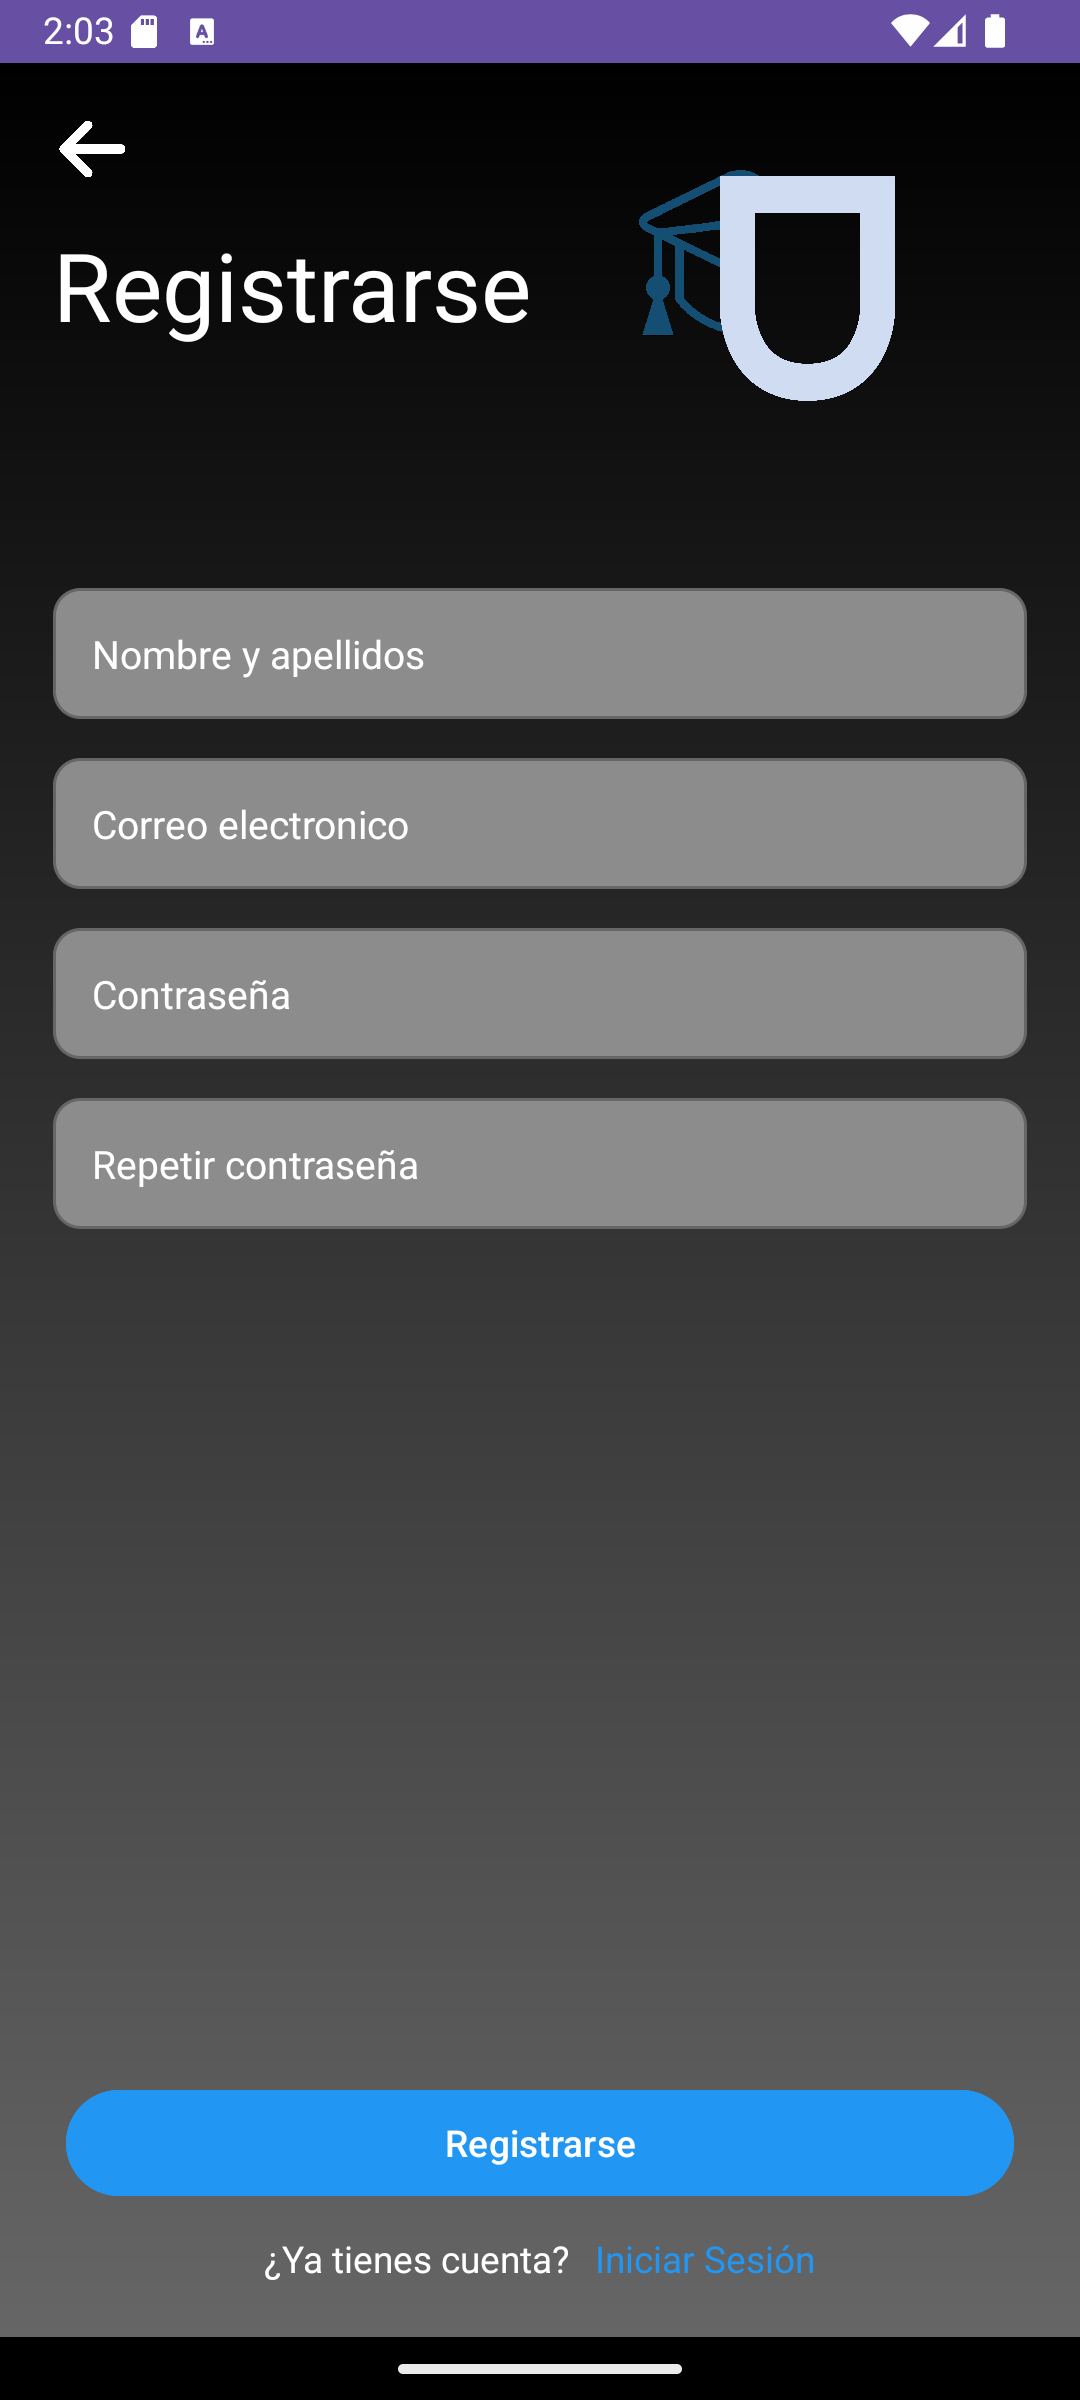 2:03
Registrarse
U
Nombre y apellidos
Correo electronico
Contraseña
Repetir contraseña
Registrarse
¿Ya tienes cuenta? Iniciar Sesión